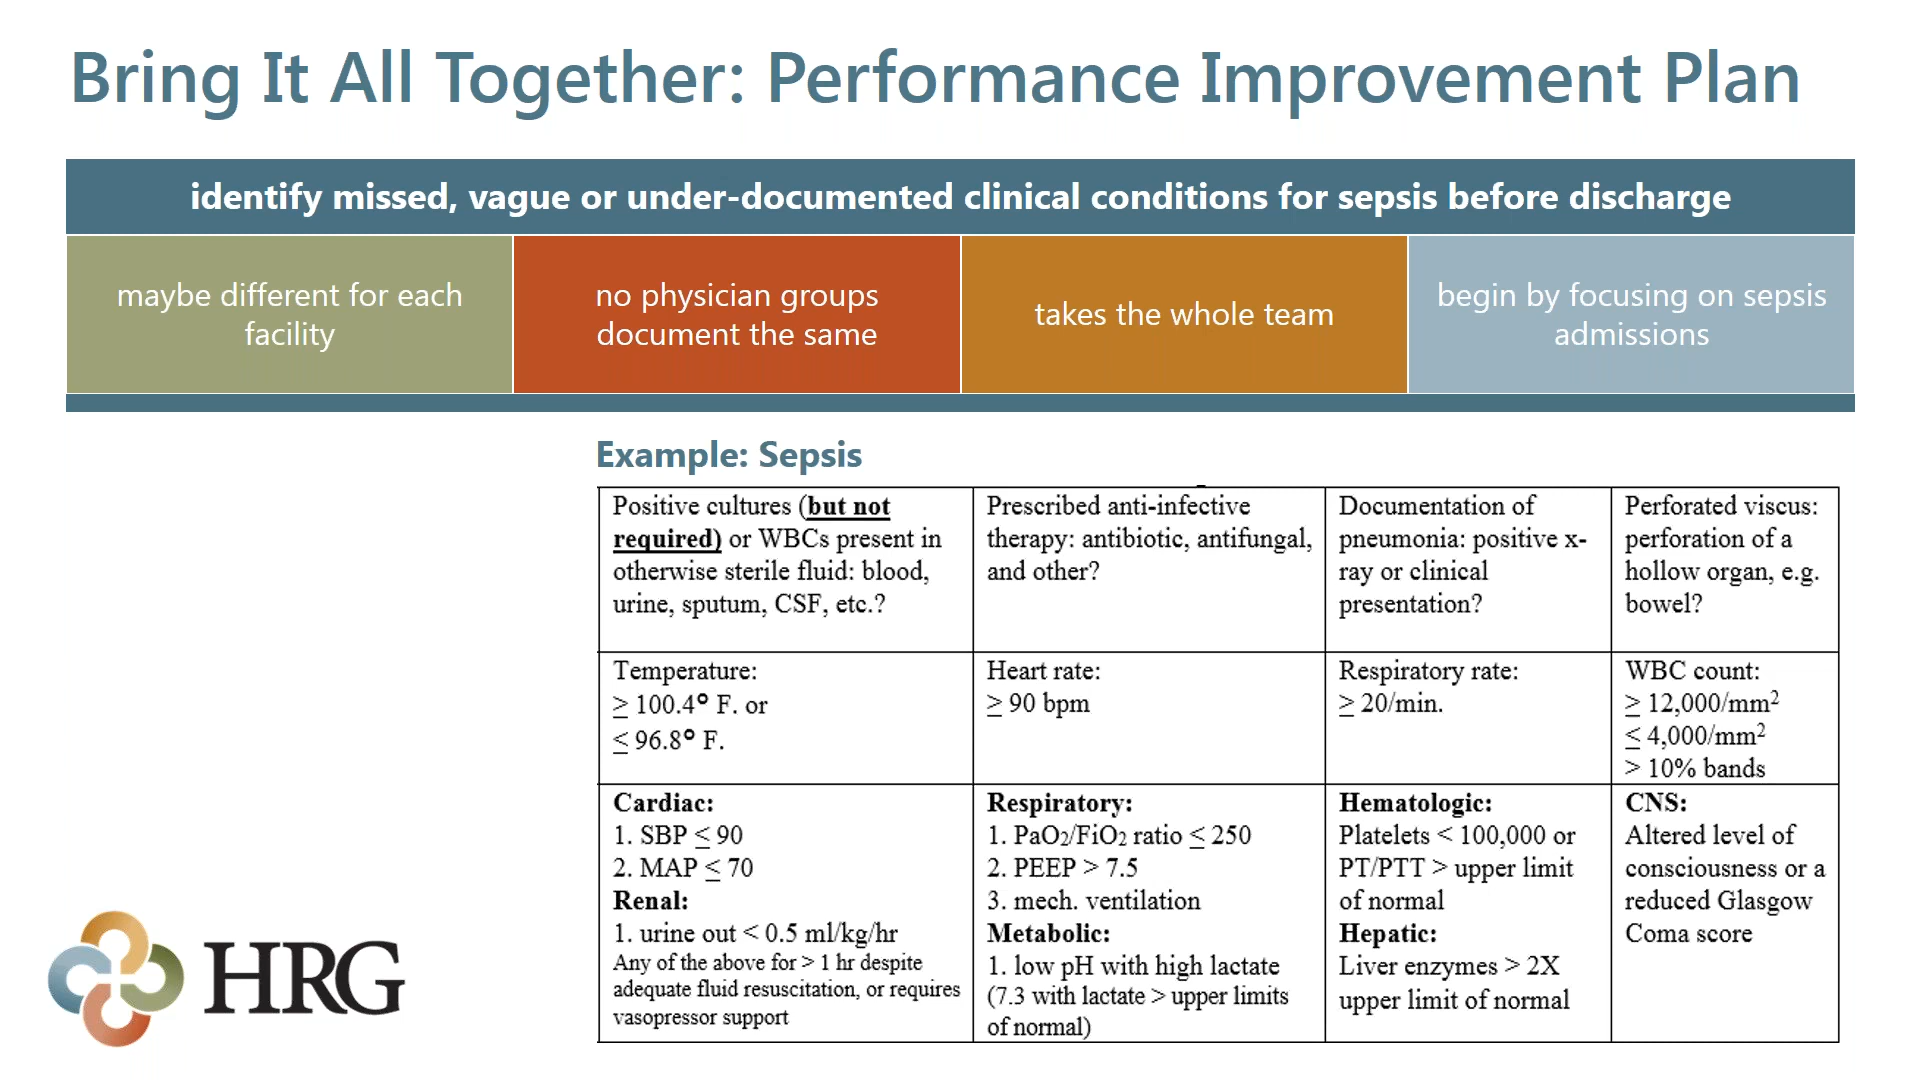 Bring It All Together: Performance Improvement Plan
identify missed, vague or under-documented clinical conditions for sepsis before discharge
maybe different for each
facility
no physician groups
document the same
takes the whole team
begin by focusing on sepsis
admissions
Example: Sepsis
Positive cultures (but not
required) or WBCs present in
otherwise sterile fluid: blood,
urine, sputum, CSF, etc.?
Prescribed anti-infective
therapy: antibiotic, antifungal,
and other?
Documentation of
pneumonia: positive x-
ray or clinical
presentation?
Perforated viscus:
perforation of a
hollow organ, e.g.
bowel?
Temperature:
≥ 100.4° F. or
≤ 96.8° F.
Heart rate:
≥ 90 bpm
Respiratory rate:
≥ 20/min.
WBC count:
≥ 12,000/mm²
≤ 4,000/mm²
> 10% bands
Cardiac:
1. SBP ≤ 90
2. MAP ≤ 70
Renal:
1. urine out < 0.5 ml/kg/hr
Any of the above for > 1 hr despite
adequate fluid resuscitation, or requires
vasopressor support
Respiratory:
1. PaO2/FiO2 ratio ≤ 250
2. PEEP > 7.5
3. mech. ventilation
Metabolic:
1. low pH with high lactate
(7.3 with lactate > upper limits
of normal)
Hematologic:
Platelets < 100,000 or
PT/PTT > upper limit
of normal
Hepatic:
Liver enzymes > 2X
upper limit of normal
CNS:
Altered level of
consciousness or a
reduced Glasgow
Coma score
HRG